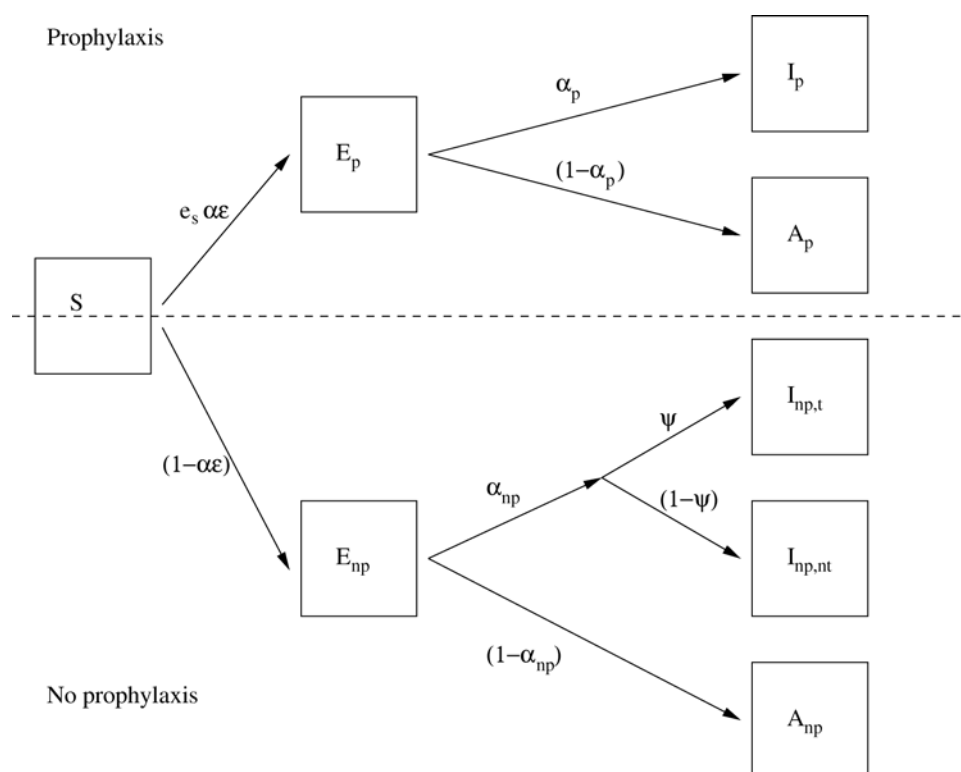 Prophylaxis
I_p
α_p
E_p
(1−α_p)
e_s αε
A_p
S
I_np,t
ψ
(1−αε)
α_np
(1−ψ)
E_np
I_np,nt
(1−α_np)
No prophylaxis
A_np